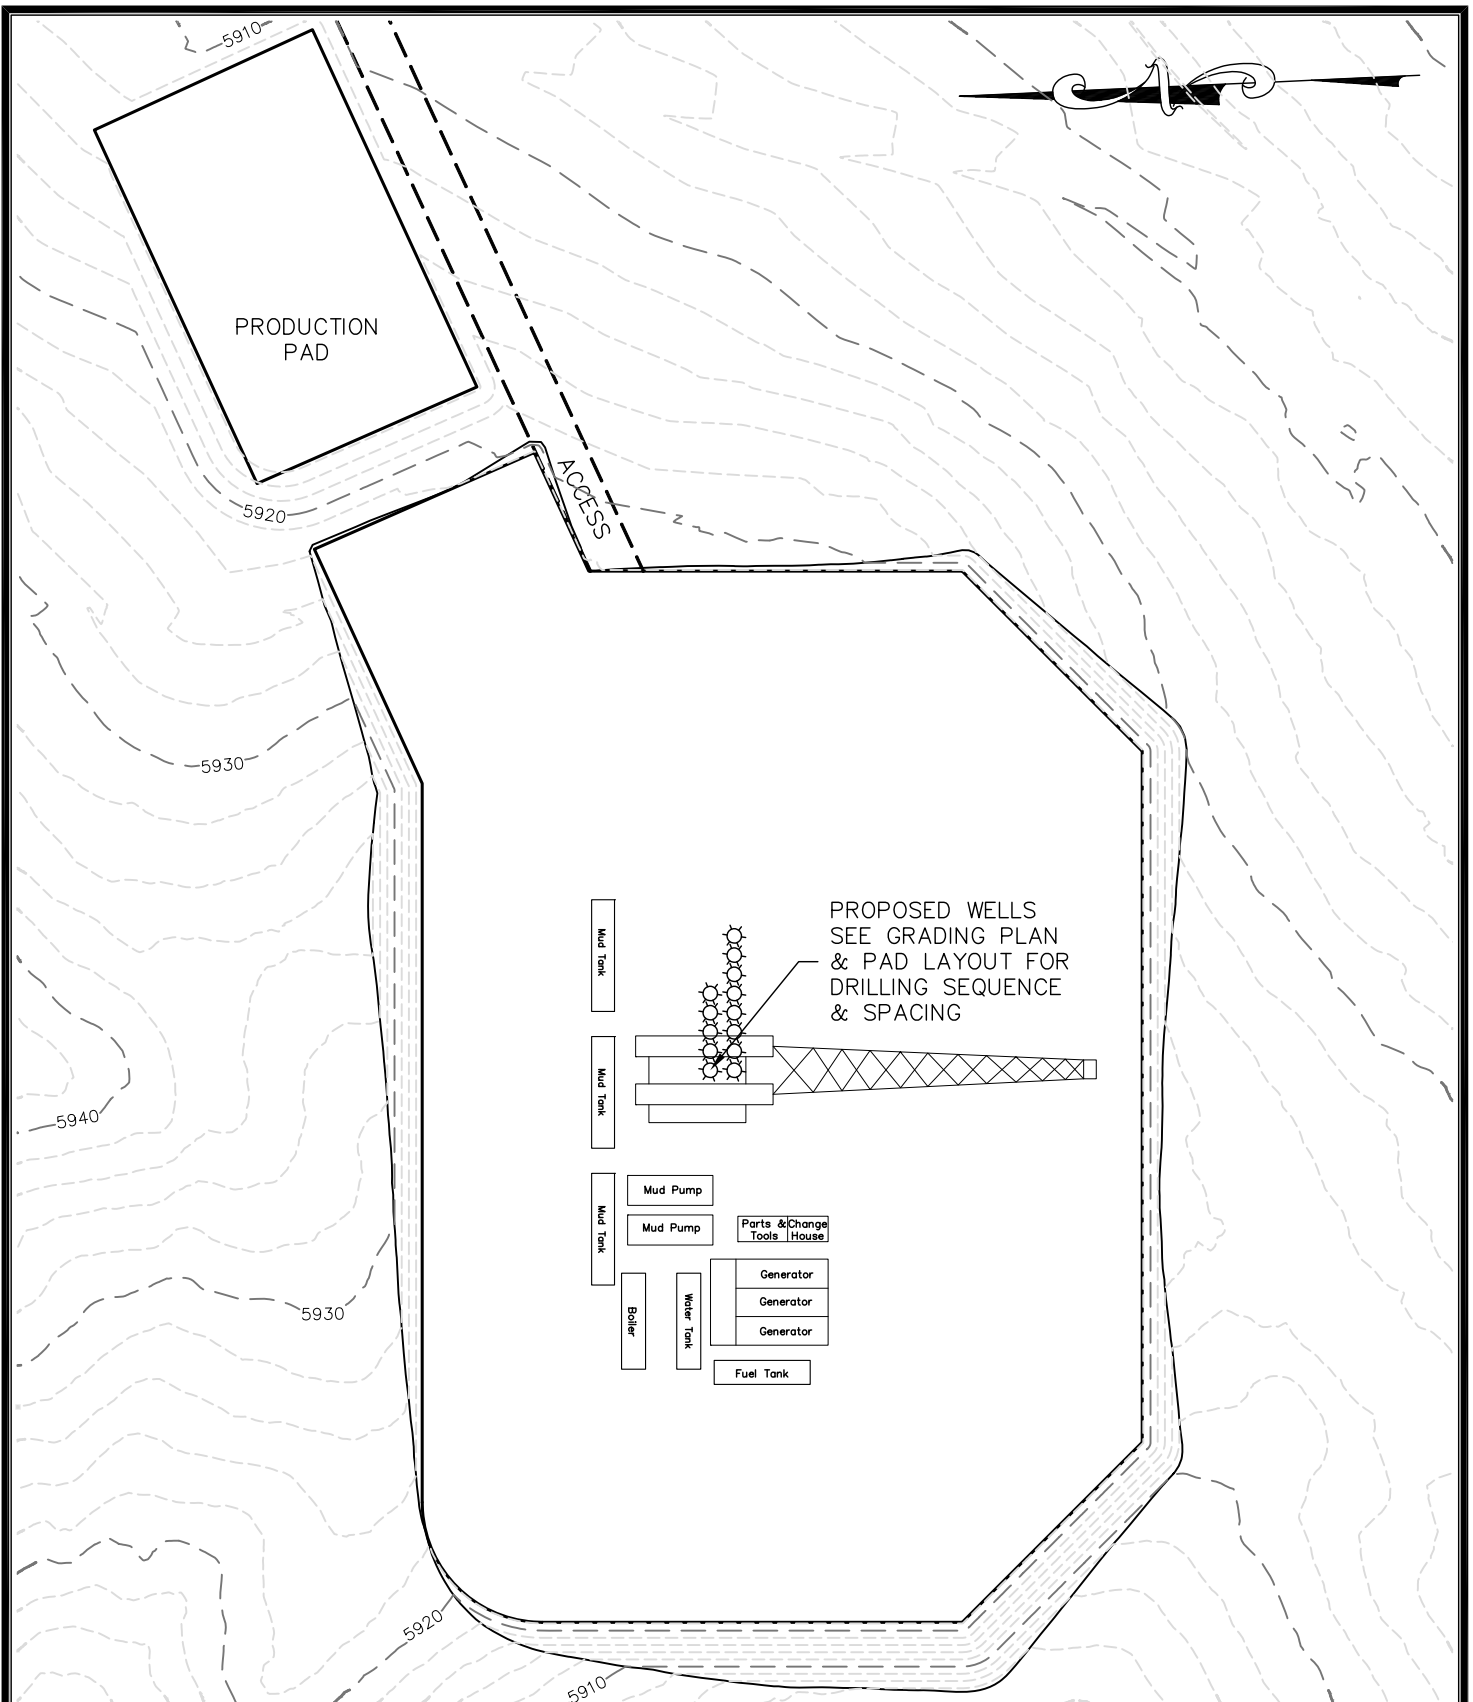 5910
N
PRODUCTION
PAD
ACCESS
5920
5930
PROPOSED WELLS
SEE GRADING PLAN
& PAD LAYOUT FOR
DRILLING SEQUENCE
& SPACING
Mud Tank
Mud Tank
5940
Mud Tank
Mud Pump
Mud Pump
Parts &
Tools
Change
House
Generator
Generator
Generator
Boiler
Water Tank
Fuel Tank
5930
5920
5910